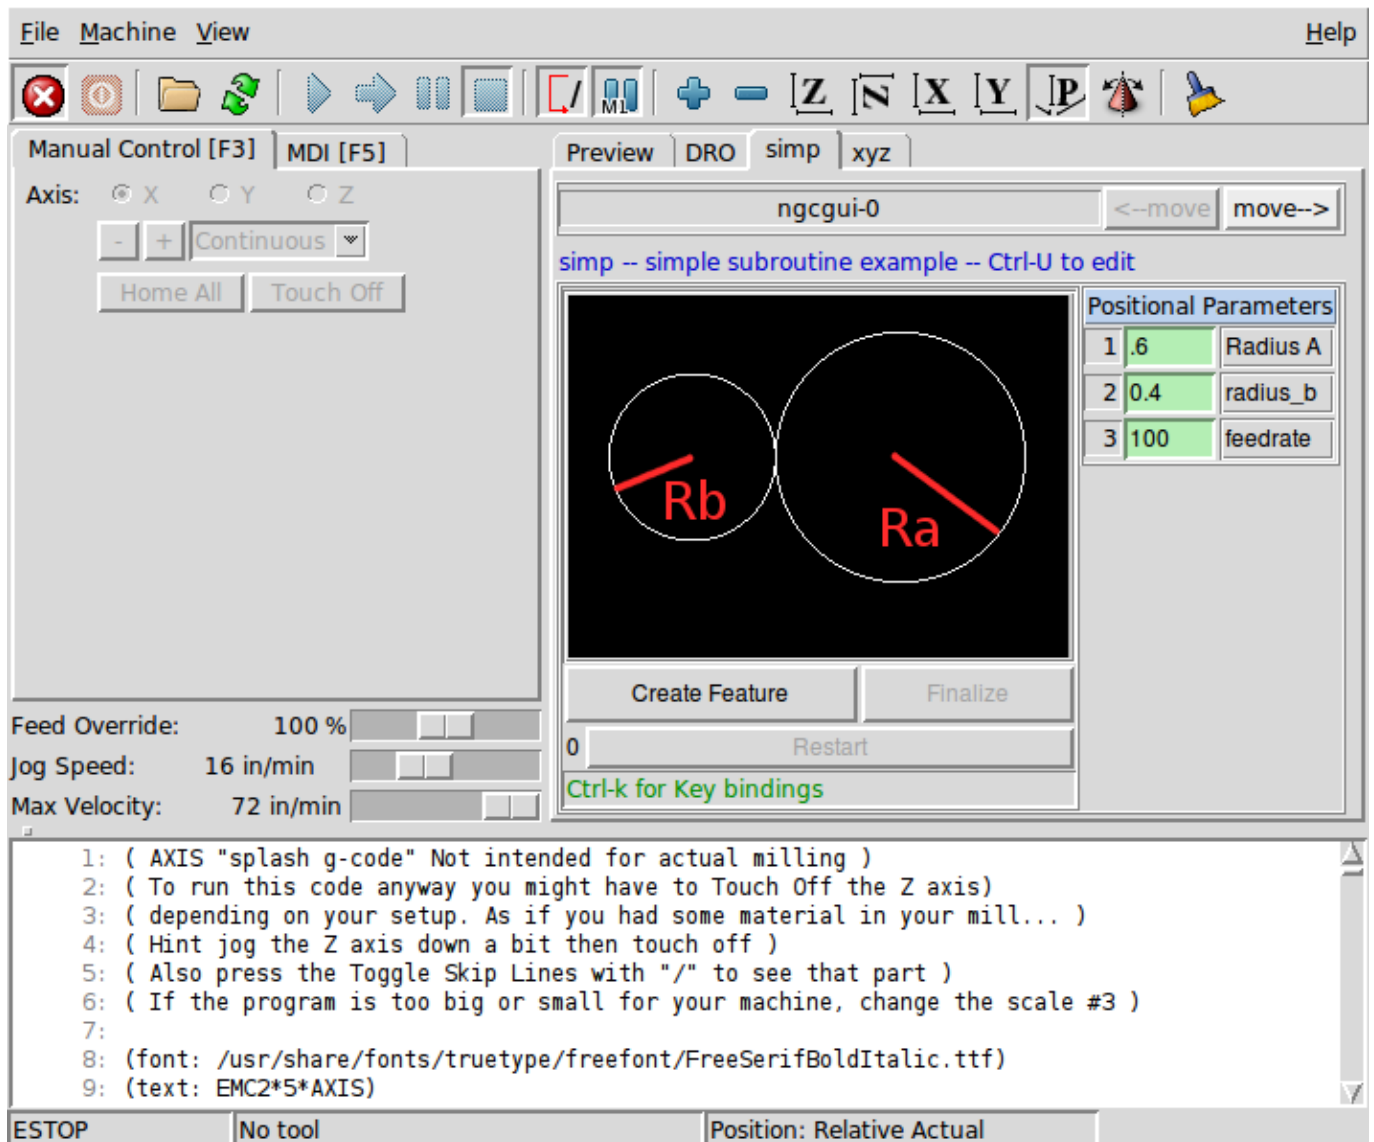 File Machine View Help
M1 Z N X Y P
Manual Control [F3] MDI [F5]
Preview DRO simp xyz
Axis: X Y Z
- + Continuous
Home All Touch Off
ngcgui-0 <--move move-->
simp -- simple subroutine example -- Ctrl-U to edit
Rb
Ra
Positional Parameters
1 .6 Radius A
2 0.4 radius_b
3 100 feedrate
Create Feature Finalize
0 Restart
Ctrl-k for Key bindings
Feed Override: 100 %
Jog Speed: 16 in/min
Max Velocity: 72 in/min
1: ( AXIS "splash g-code" Not intended for actual milling )
2: ( To run this code anyway you might have to Touch Off the Z axis)
3: ( depending on your setup. As if you had some material in your mill... )
4: ( Hint jog the Z axis down a bit then touch off )
5: ( Also press the Toggle Skip Lines with "/" to see that part )
6: ( If the program is too big or small for your machine, change the scale #3 )
7:
8: (font: /usr/share/fonts/truetype/freefont/FreeSerifBoldItalic.ttf)
9: (text: EMC2*5*AXIS)
ESTOP No tool Position: Relative Actual